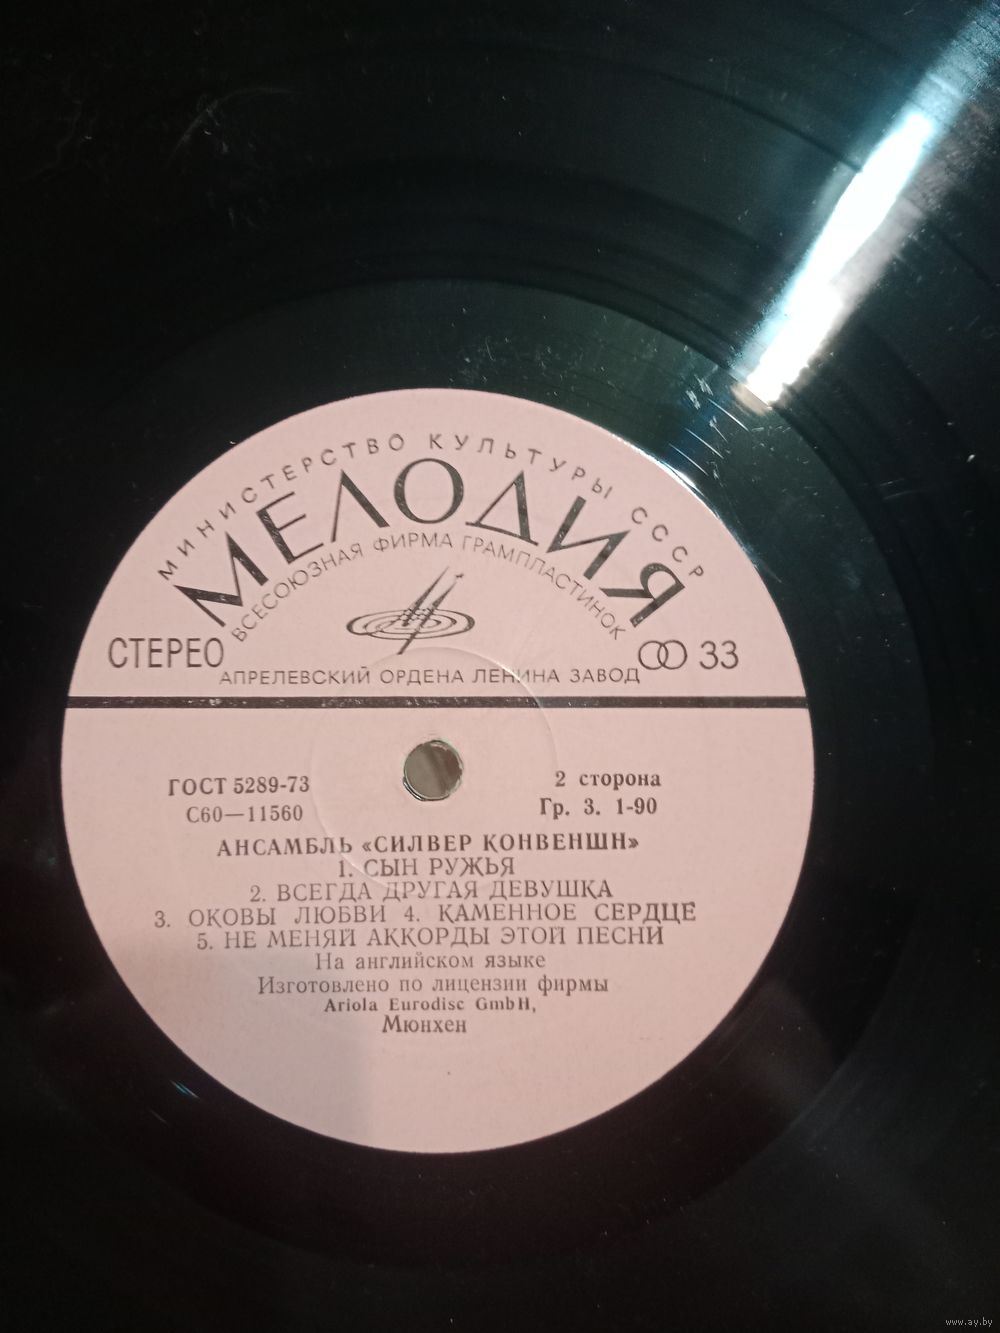 МИНИСТЕРСТВО КУЛЬТУРЫ СССР
МЕЛОДИЯ
ВСЕСОЮЗНАЯ ФИРМА ГРАМПЛАСТИНОК
СТЕРЕО
33
АПРЕЛЕВСКИЙ ОРДЕНА ЛЕНИНА ЗАВОД
ГОСТ 5289-73
2 сторона
С60—11560
Гр. 3. 1-90
АНСАМБЛЬ «СИЛВЕР КОНВЕНШН»
1. СЫН РУЖЬЯ
2. ВСЕГДА ДРУГАЯ ДЕВУШКА
3. ОКОВЫ ЛЮБВИ 4. КАМЕННОЕ СЕРДЦЕ
5. НЕ МЕНЯЙ АККОРДЫ ЭТОЙ ПЕСНИ
На английском языке
Изготовлено по лицензии фирмы
Ariola Eurodisc GmbH,
Мюнхен
www.ay.by